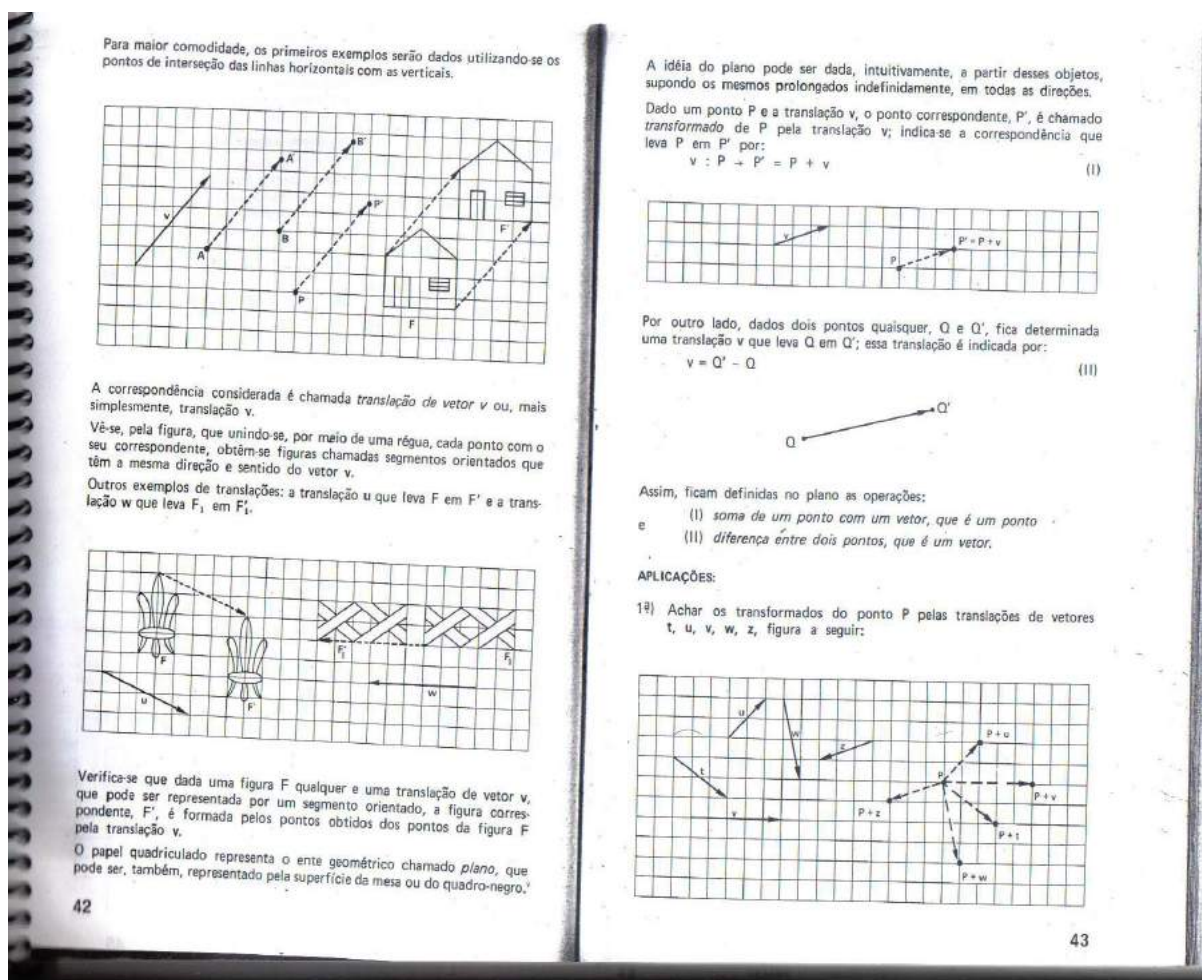 Para maior comodidade, os primeiros exemplos serão dados utilizando-se os
pontos de interseção das linhas horizontais com as verticais.
A'
B'
v
P'
A
B
F'
P
F
A correspondência considerada é chamada translação de vetor v ou, mais
simplesmente, translação v.
Vê-se, pela figura, que unindo-se, por meio de uma régua, cada ponto com o
seu correspondente, obtêm-se figuras chamadas segmentos orientados que
têm a mesma direção e sentido do vetor v.
Outros exemplos de translações: a translação u que leva F em F' e a trans-
lação w que leva F₁ em F₁'.
F
F₁'
F₁
u
F'
w
Verifica-se que dada uma figura F qualquer e uma translação de vetor v,
que pode ser representada por um segmento orientado, a figura corres-
pondente, F', é formada pelos pontos obtidos dos pontos da figura F
pela translação v.
O papel quadriculado representa o ente geométrico chamado plano, que
pode ser, também, representado pela superfície da mesa ou do quadro-negro.
42
A idéia do plano pode ser dada, intuitivamente, a partir desses objetos,
supondo os mesmos prolongados indefinidamente, em todas as direções.
Dado um ponto P e a translação v, o ponto correspondente, P', é chamado
transformado de P pela translação v; indica-se a correspondência que
leva P em P' por:
v : P → P' = P + v (I)
v
P
P' = P + v
Por outro lado, dados dois pontos quaisquer, Q e Q', fica determinada
uma translação v que leva Q em Q'; essa translação é indicada por:
v = Q' - Q (II)
Q
Q'
Assim, ficam definidas no plano as operações:
(I) soma de um ponto com um vetor, que é um ponto
e
(II) diferença entre dois pontos, que é um vetor.
APLICAÇÕES:
1ª) Achar os transformados do ponto P pelas translações de vetores
t, u, v, w, z, figura a seguir:
u
w
z
t
v
P
P + u
P + v
P + z
P + t
P + w
43